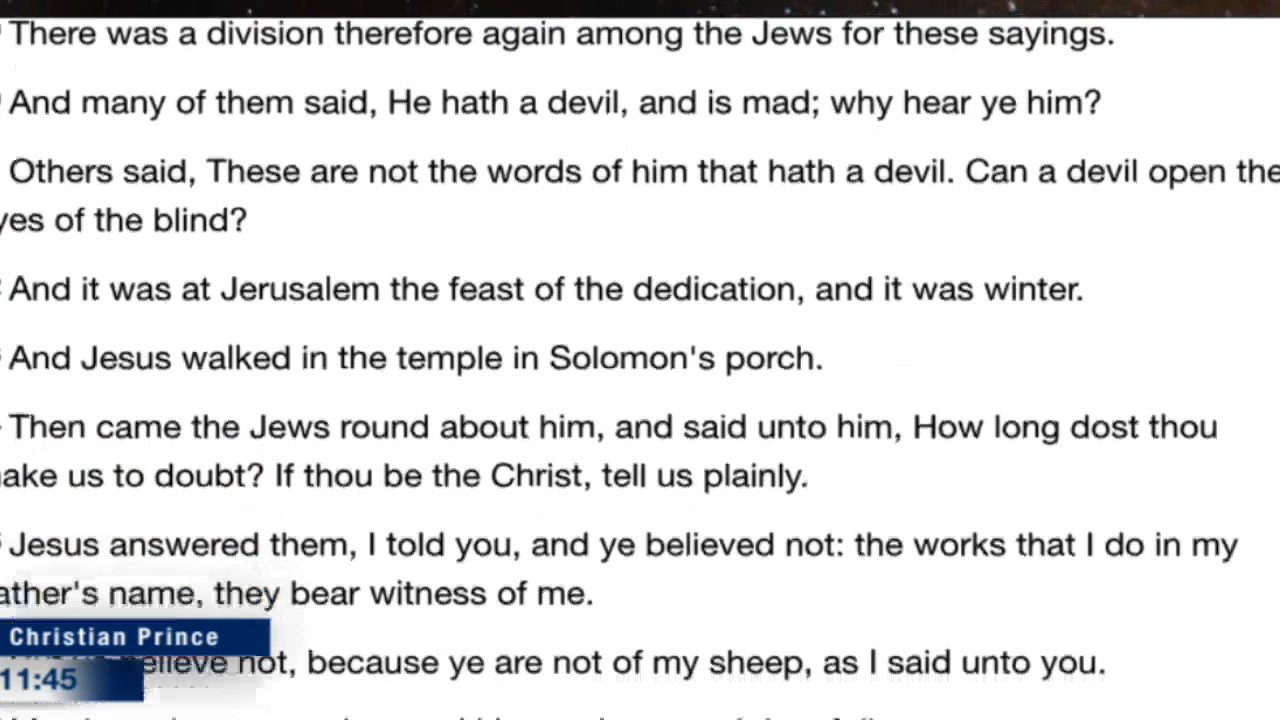 There was a division therefore again among the Jews for these sayings.
And many of them said, He hath a devil, and is mad; why hear ye him?
Others said, These are not the words of him that hath a devil. Can a devil open the
yes of the blind?
And it was at Jerusalem the feast of the dedication, and it was winter.
And Jesus walked in the temple in Solomon's porch.
Then came the Jews round about him, and said unto him, How long dost thou
ake us to doubt? If thou be the Christ, tell us plainly.
Jesus answered them, I told you, and ye believed not: the works that I do in my
ather's name, they bear witness of me.
Christian Prince
elieve not, because ye are not of my sheep, as I said unto you.
11:45